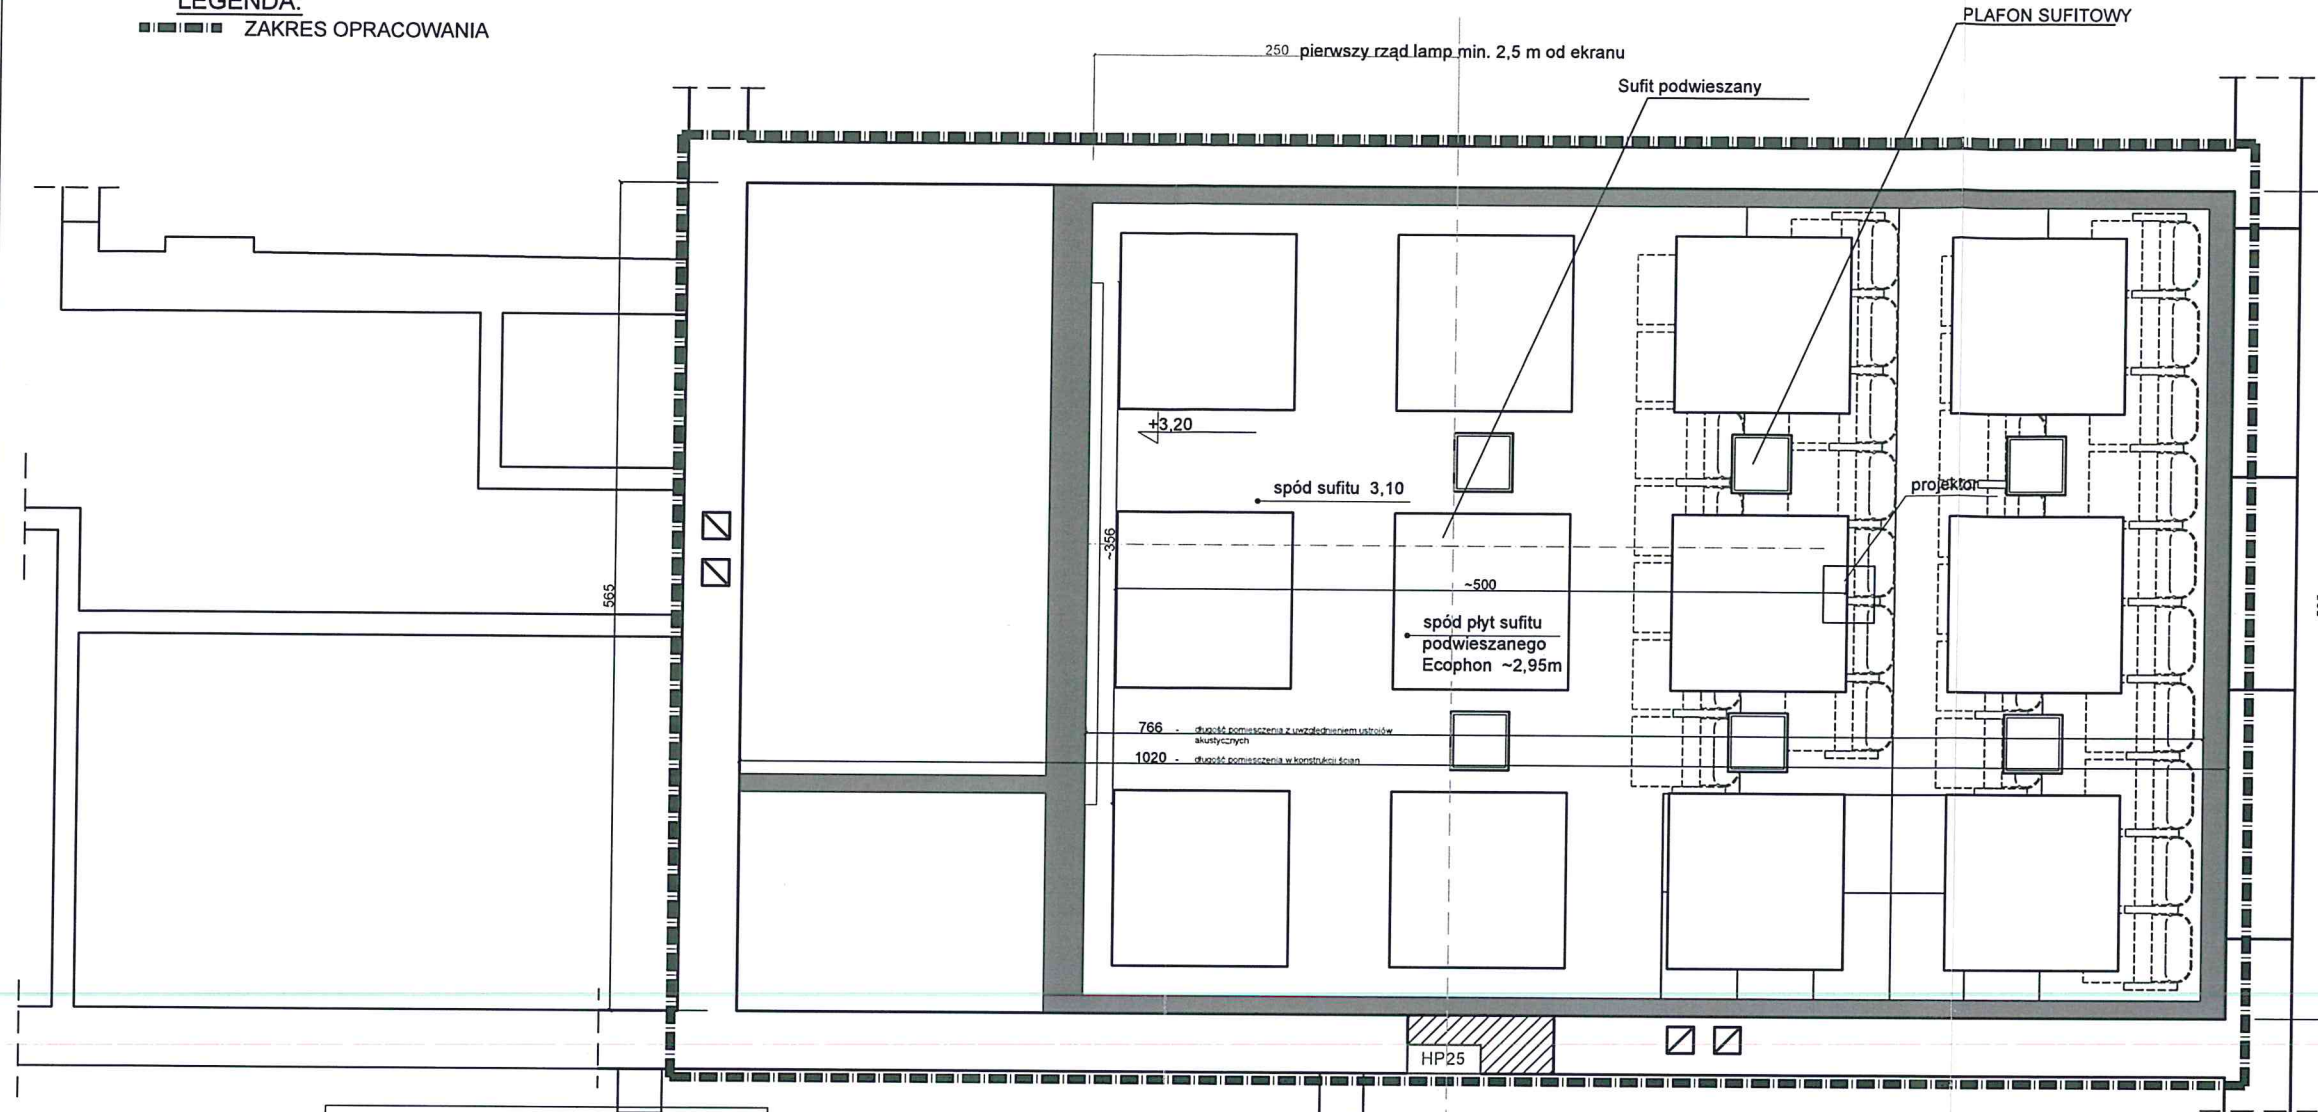 LEGENDA:
ZAKRES OPRACOWANIA
PLAFON SUFITOWY
250 pierwszy rząd lamp min. 2,5 m od ekranu
Sufit podwieszany
+3,20
spód sufitu 3,10
projektor
~356
~500
565
spód płyt sufitu
podwieszanego
Ecophon ~2,95m
766 - długość pomieszczenia z uwzględnieniem ustrojów
akustycznych
1020 - długość pomieszczenia w konstrukcji ścian
HP25